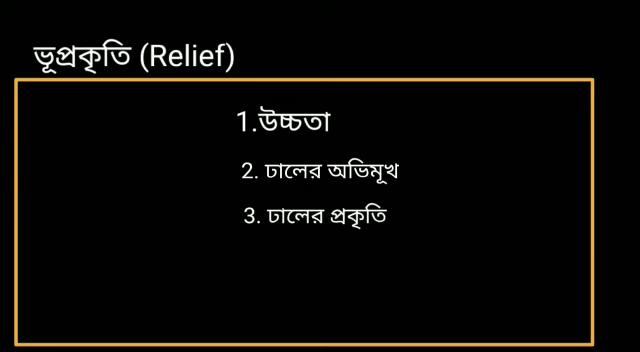 ভূপ্রকৃতি (Relief)
1.উচ্চতা
2. ঢালের অভিমূখ
3. ঢালের প্রকৃতি